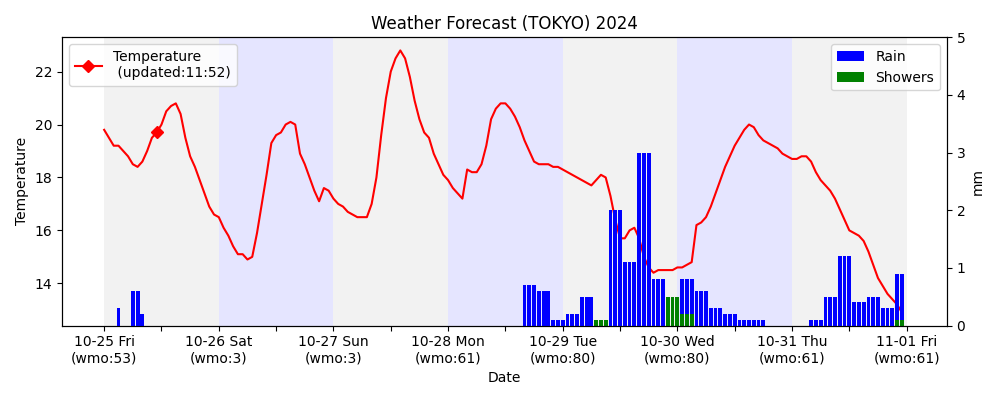 Weather Forecast (TOKYO) 2024
Temperature
(updated:11:52)
Rain
Showers
Temperature
22
20
18
16
14
mm
5
4
3
2
1
0
10-25 Fri
(wmo:53)
10-26 Sat
(wmo:3)
10-27 Sun
(wmo:3)
10-28 Mon
(wmo:61)
10-29 Tue
(wmo:80)
10-30 Wed
(wmo:80)
10-31 Thu
(wmo:61)
11-01 Fri
(wmo:61)
Date